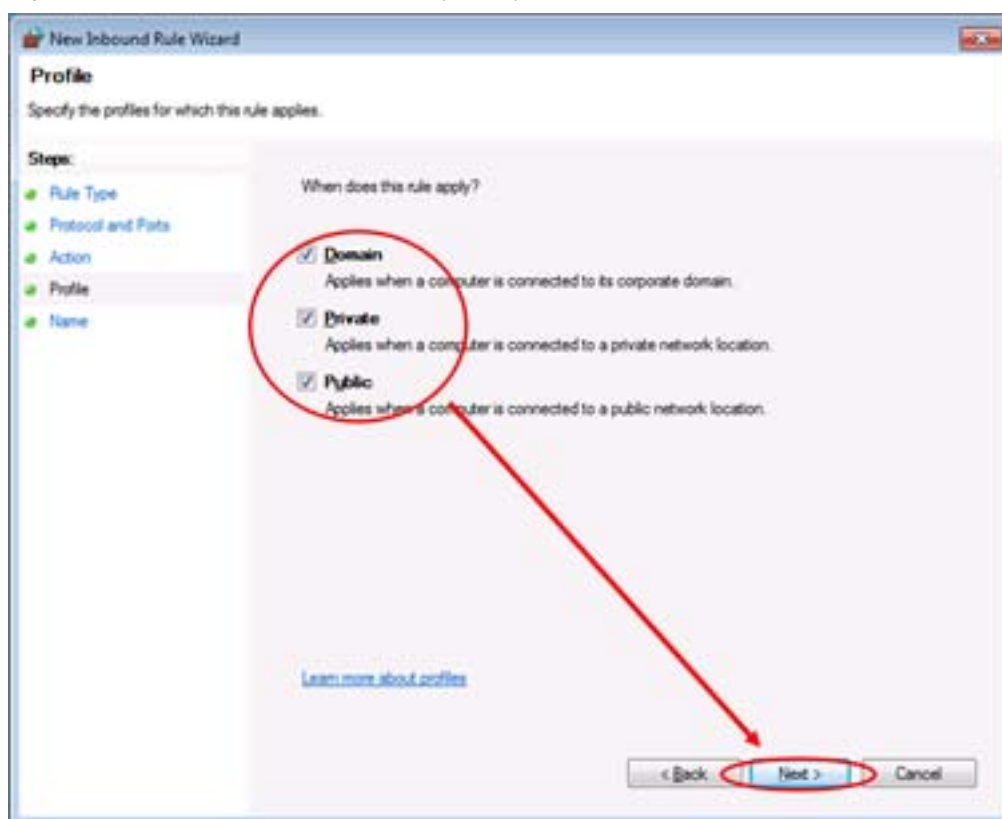 New Inbound Rule Wizard
Profile
Specify the profiles for which this rule applies.
Steps:
Rule Type
Protocol and Ports
Action
Profile
Name
When does this rule apply?
Domain
Applies when a computer is connected to its corporate domain.
Private
Applies when a computer is connected to a private network location.
Public
Applies when a computer is connected to a public network location.
Learn more about profiles
< Back
Next >
Cancel